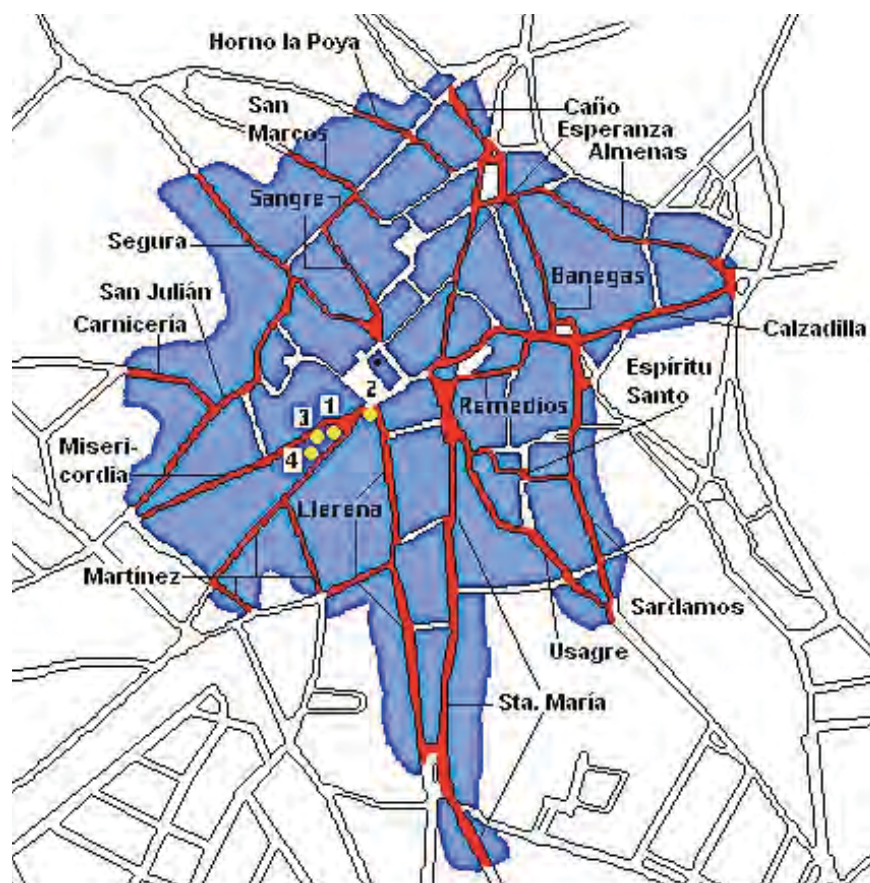 Horno la Poya
San
Marcos
Caño
Esperanza
Almenas
Sangre
Segura
San Julián
Carnicería
Banegas
Calzadilla
Espíritu
Santo
Remedios
2
1
3
4
Miseri-
cordia
Llerena
Martínez
Sardamos
Usagre
Sta. María